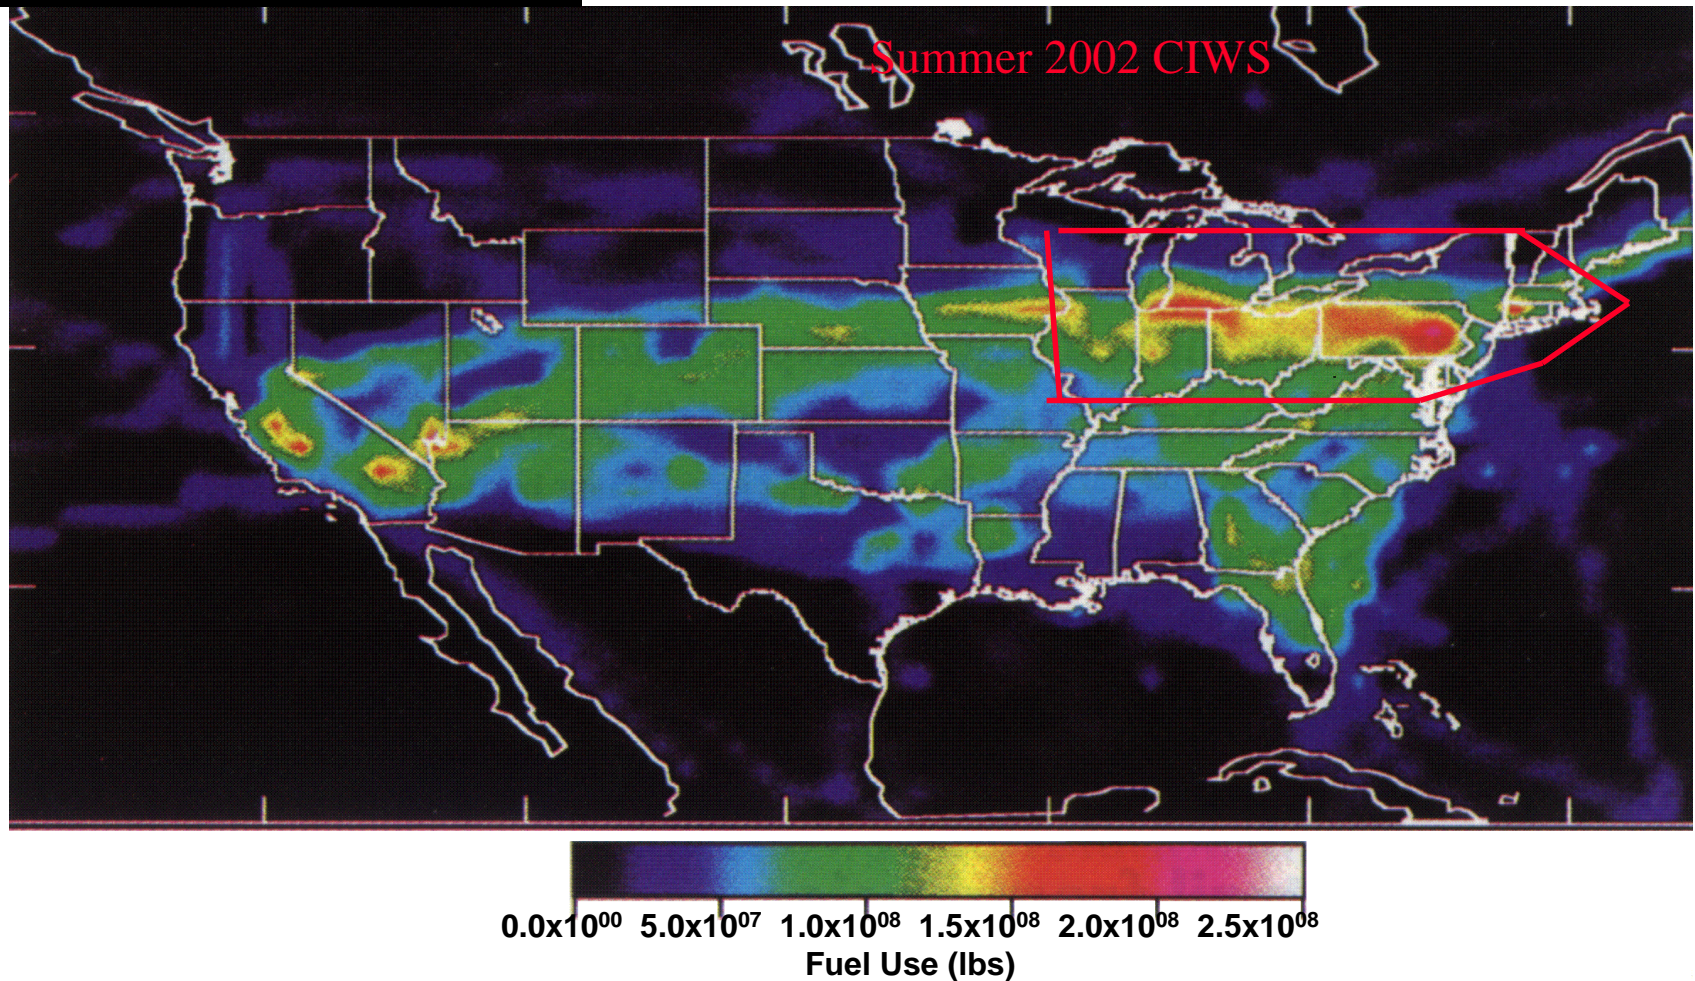 Summer 2002 CIWS
0.0x10⁰⁰ 5.0x10⁰⁷ 1.0x10⁰⁸ 1.5x10⁰⁸ 2.0x10⁰⁸ 2.5x10⁰⁸
Fuel Use (lbs)